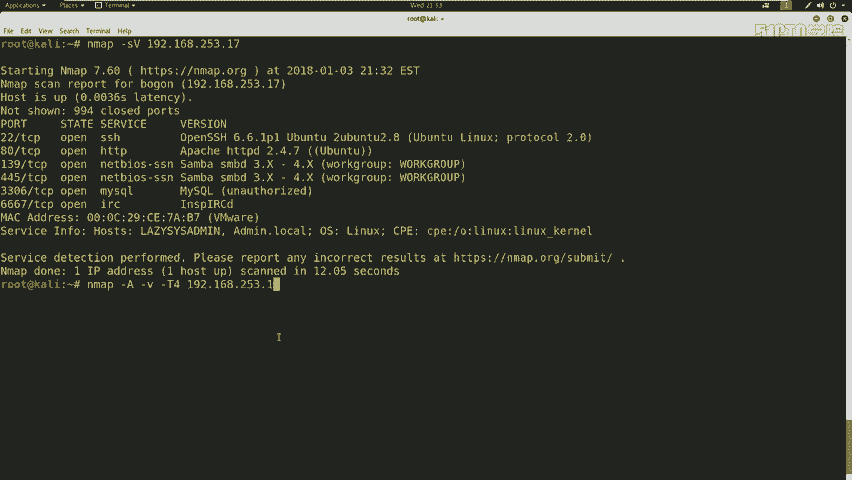 Applications Places Terminal Wed 21:53
root@kali: ~
File Edit View Search Terminal Help
root@kali:~# nmap -sV 192.168.253.17
Starting Nmap 7.60 ( https://nmap.org ) at 2018-01-03 21:32 EST
Nmap scan report for bogon (192.168.253.17)
Host is up (0.0036s latency).
Not shown: 994 closed ports
PORT STATE SERVICE VERSION
22/tcp open ssh OpenSSH 6.6.1p1 Ubuntu 2ubuntu2.8 (Ubuntu Linux; protocol 2.0)
80/tcp open http Apache httpd 2.4.7 ((Ubuntu))
139/tcp open netbios-ssn Samba smbd 3.X - 4.X (workgroup: WORKGROUP)
445/tcp open netbios-ssn Samba smbd 3.X - 4.X (workgroup: WORKGROUP)
3306/tcp open mysql MySQL (unauthorized)
6667/tcp open irc InspIRCd
MAC Address: 00:0C:29:CE:7A:B7 (VMware)
Service Info: Hosts: LAZYSYSADMIN, Admin.local; OS: Linux; CPE: cpe:/o:linux:linux_kernel
Service detection performed. Please report any incorrect results at https://nmap.org/submit/ .
Nmap done: 1 IP address (1 host up) scanned in 12.05 seconds
root@kali:~# nmap -A -v -T4 192.168.253.1